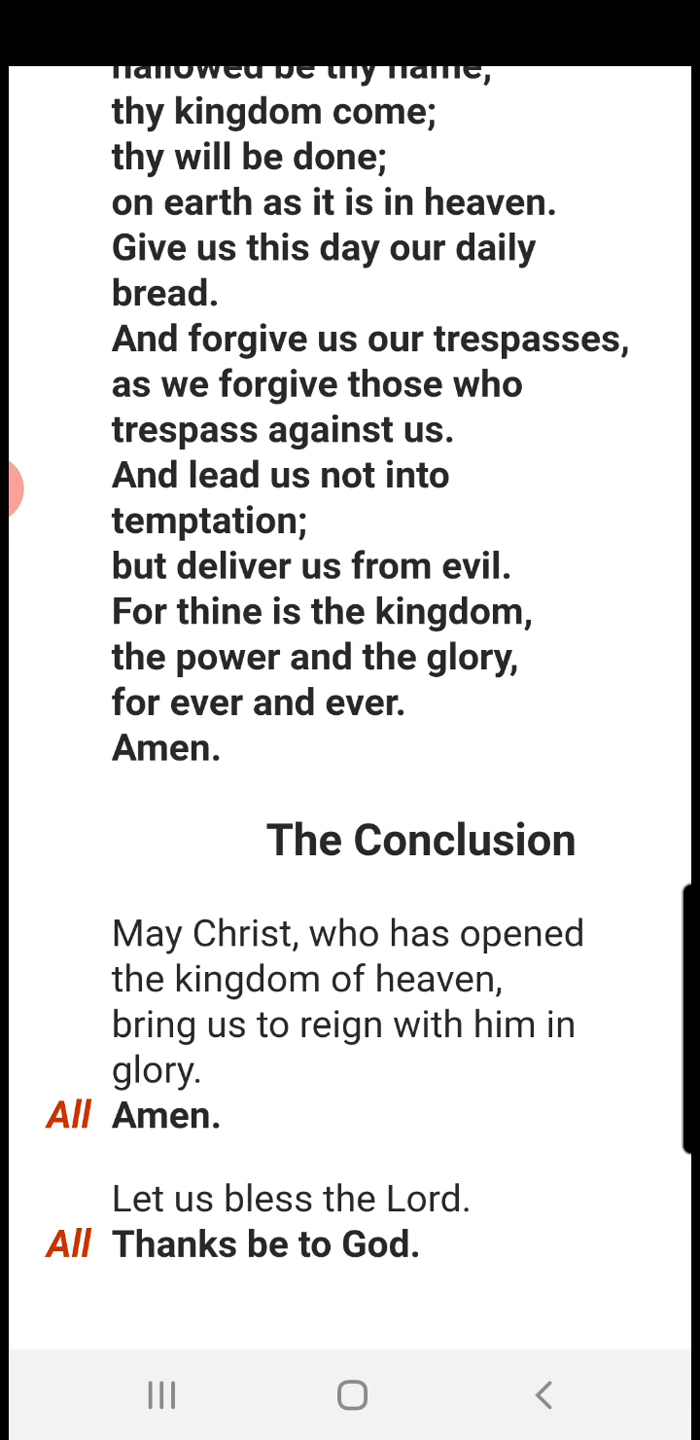 hallowed be thy name,
thy kingdom come;
thy will be done;
on earth as it is in heaven.
Give us this day our daily
bread.
And forgive us our trespasses,
as we forgive those who
trespass against us.
And lead us not into
temptation;
but deliver us from evil.
For thine is the kingdom,
the power and the glory,
for ever and ever.
Amen.
The Conclusion
May Christ, who has opened
the kingdom of heaven,
bring us to reign with him in
glory.
All Amen.
Let us bless the Lord.
All Thanks be to God.